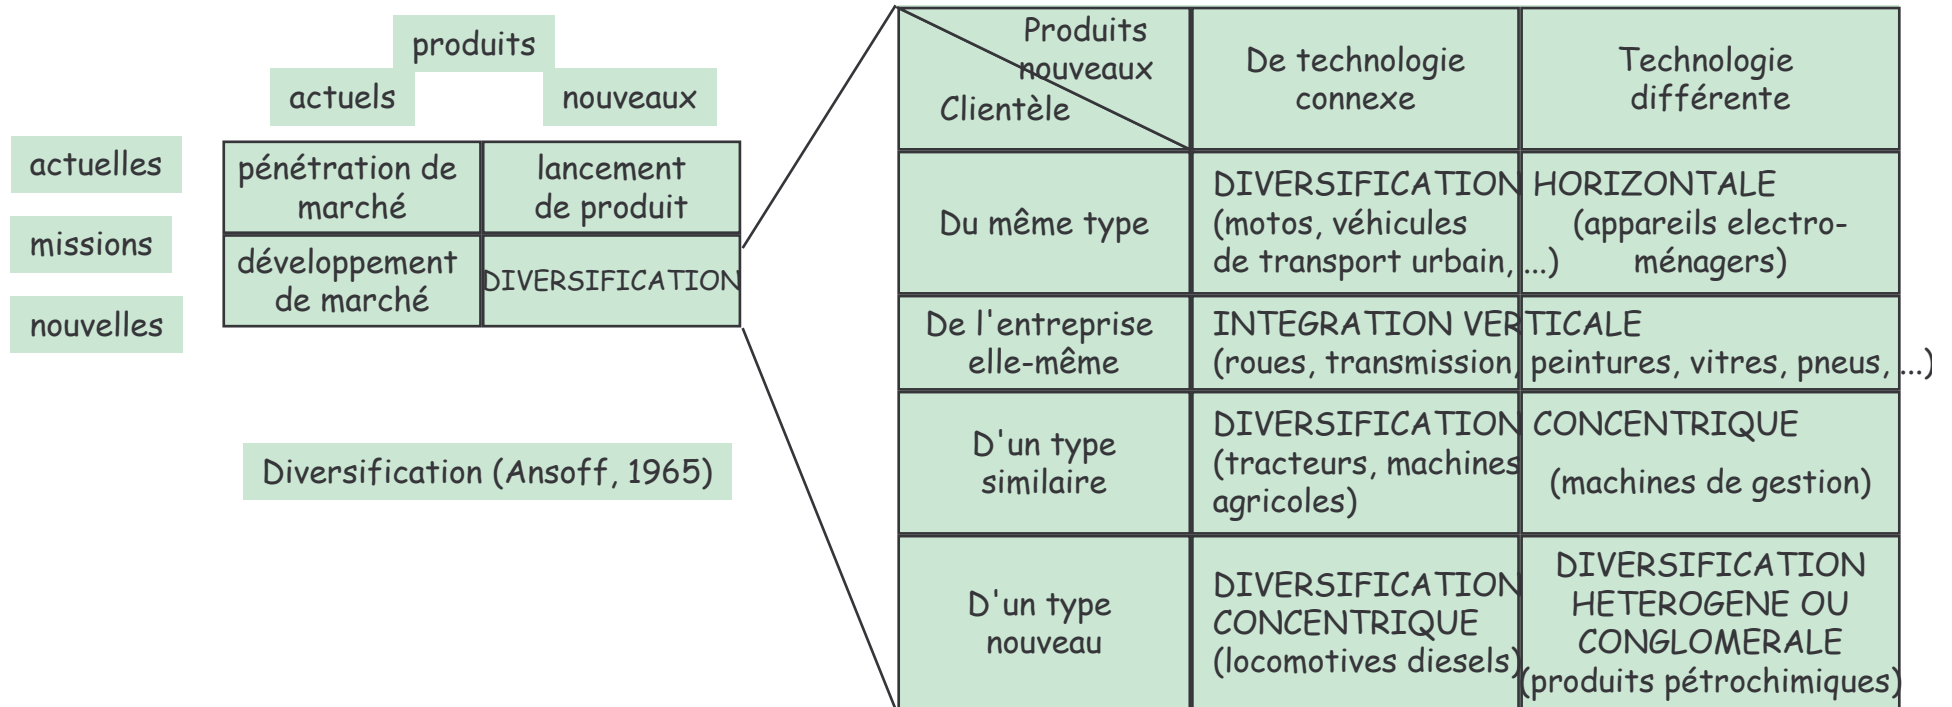 produits
actuels
nouveaux
actuelles
missions
nouvelles
pénétration de
marché
lancement
de produit
développement
de marché
DIVERSIFICATION
Diversification (Ansoff, 1965)
Produits
nouveaux
Clientèle
De technologie
connexe
Technologie
différente
Du même type
DIVERSIFICATION HORIZONTALE
(motos, véhicules
de transport urbain, ...)
(appareils electro-
ménagers)
De l'entreprise
elle-même
INTEGRATION VERTICALE
(roues, transmission, peintures, vitres, pneus, ...)
D'un type
similaire
DIVERSIFICATION CONCENTRIQUE
(tracteurs, machines
agricoles)
(machines de gestion)
D'un type
nouveau
DIVERSIFICATION
CONCENTRIQUE
(locomotives diesels)
DIVERSIFICATION
HETEROGENE OU
CONGLOMERALE
(produits pétrochimiques)